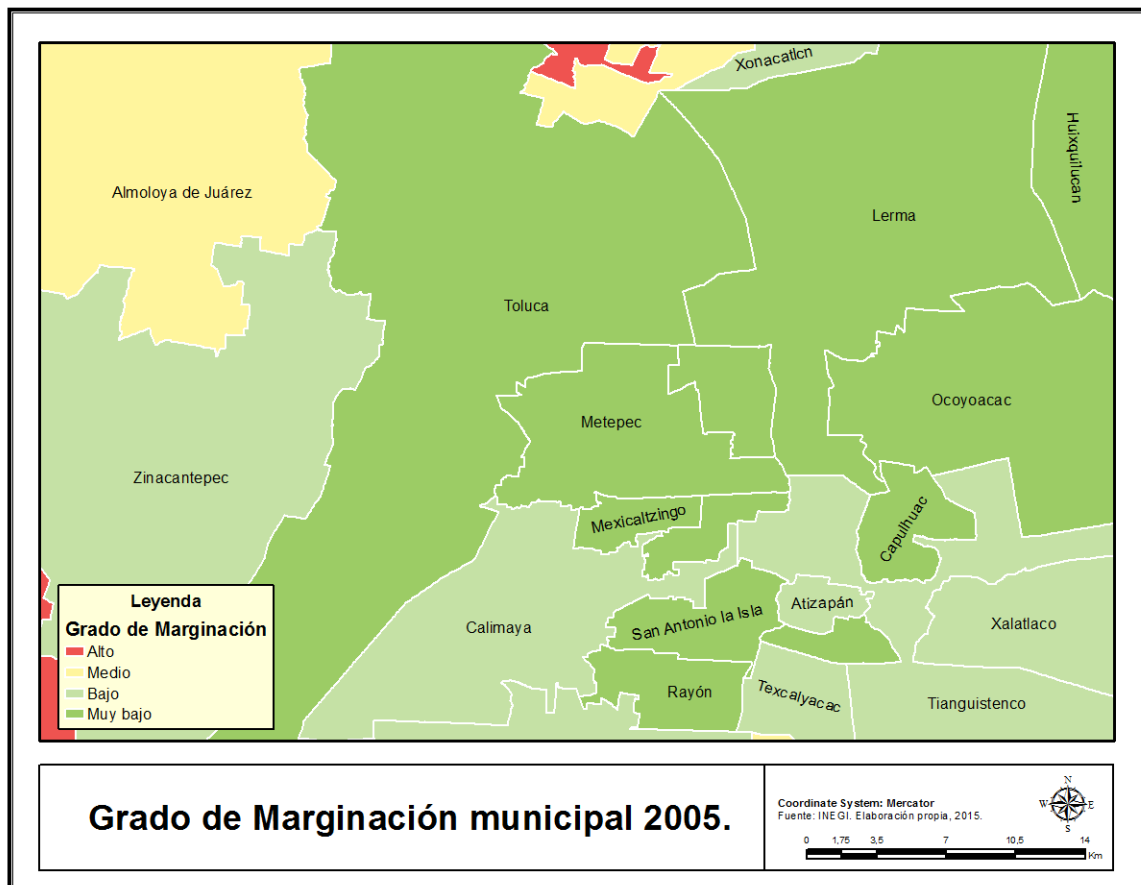 Xonacatlcn
Huixquilucan
Almoloya de Juárez
Lerma
Toluca
Ocoyoacac
Metepec
Zinacantepec
Mexicaltzingo
Capulhuac
Atizapán
San Antonio la Isla
Calimaya
Xalatlaco
Rayón
Texcalyacac
Tianguistenco
Leyenda
Grado de Marginación
Alto
Medio
Bajo
Muy bajo
Grado de Marginación municipal 2005.
Coordinate System: Mercator
Fuente: INEGI. Elaboración propia, 2015.
N
W E
S
0 1,75 3,5 7 10,5 14
Km